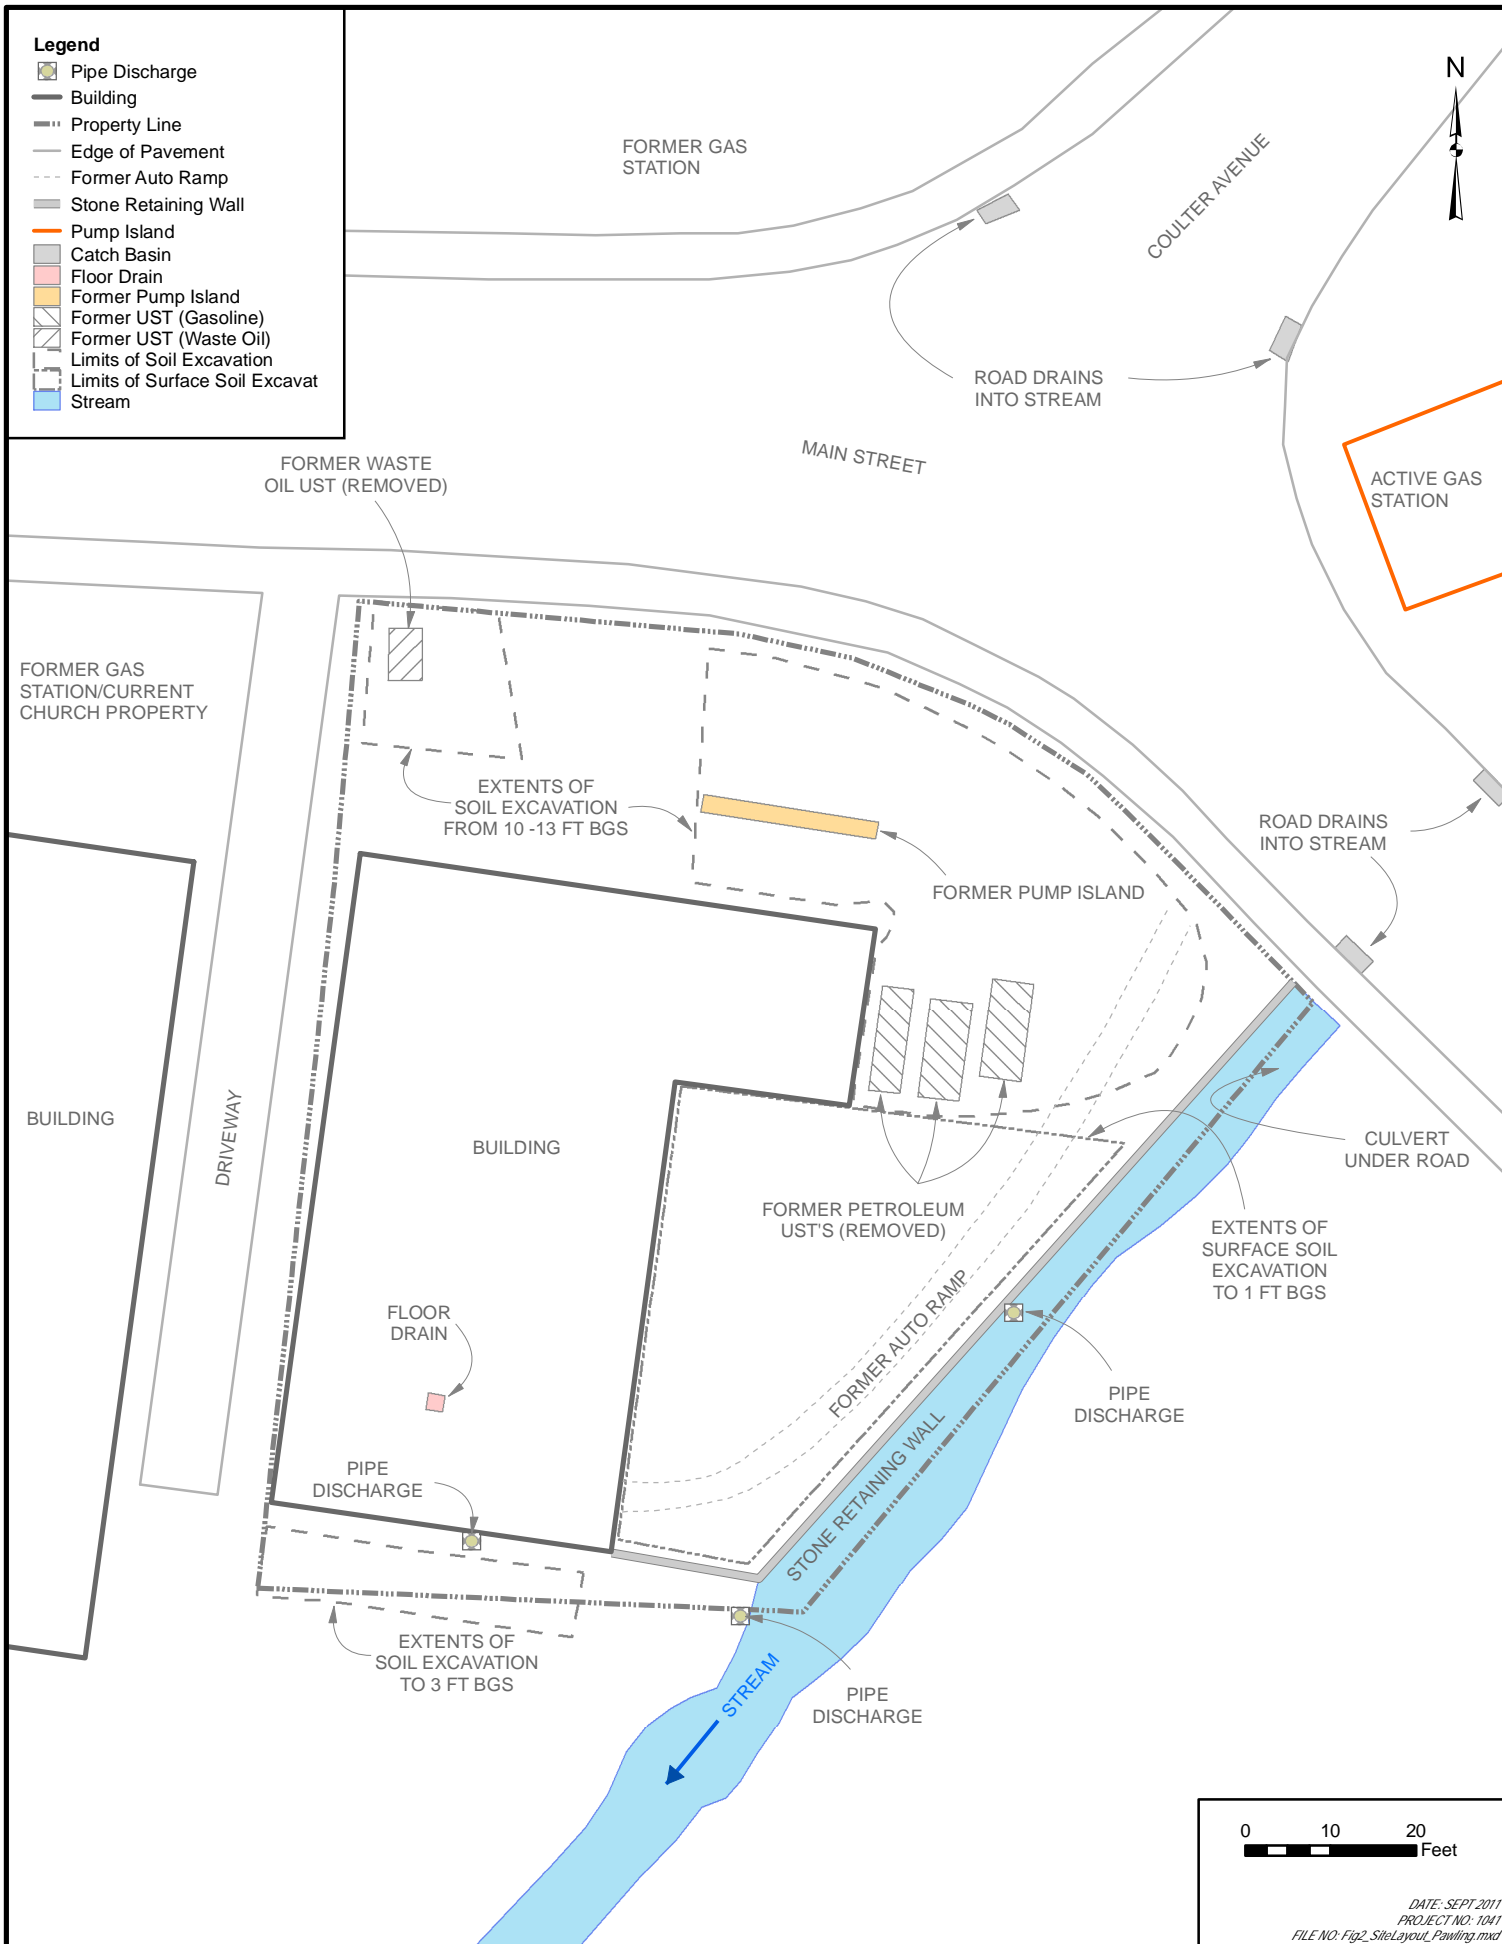 Legend
Pipe Discharge
Building
Property Line
Edge of Pavement
Former Auto Ramp
Stone Retaining Wall
Pump Island
Catch Basin
Floor Drain
Former Pump Island
Former UST (Gasoline)
Former UST (Waste Oil)
Limits of Soil Excavation
Limits of Surface Soil Excavat
Stream
N
FORMER GAS
STATION
COULTER AVENUE
ROAD DRAINS
INTO STREAM
MAIN STREET
ACTIVE GAS
STATION
FORMER WASTE
OIL UST (REMOVED)
FORMER GAS
STATION/CURRENT
CHURCH PROPERTY
EXTENTS OF
SOIL EXCAVATION
FROM 10 -13 FT BGS
ROAD DRAINS
INTO STREAM
FORMER PUMP ISLAND
BUILDING
DRIVEWAY
BUILDING
CULVERT
UNDER ROAD
FORMER PETROLEUM
UST'S (REMOVED)
EXTENTS OF
SURFACE SOIL
EXCAVATION
TO 1 FT BGS
FLOOR
DRAIN
FORMER AUTO RAMP
PIPE
DISCHARGE
STONE RETAINING WALL
PIPE
DISCHARGE
EXTENTS OF
SOIL EXCAVATION
TO 3 FT BGS
STREAM
PIPE
DISCHARGE
0 10 20
Feet
DATE: SEPT 2011
PROJECT NO: 1041
FILE NO: Fig2_SiteLayout_Pawling.mxd